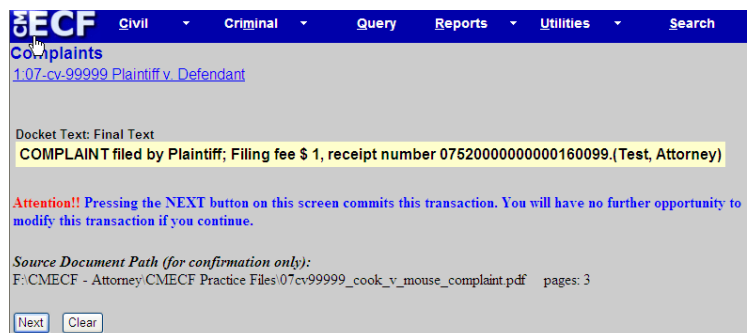 CMECF Civil Criminal Query Reports Utilities Search
Complaints
1:07-cv-99999 Plaintiff v. Defendant
Docket Text: Final Text
COMPLAINT filed by Plaintiff; Filing fee $ 1, receipt number 07520000000000160099.(Test, Attorney)
Attention!! Pressing the NEXT button on this screen commits this transaction. You will have no further opportunity to
modify this transaction if you continue.
Source Document Path (for confirmation only):
F:\CMECF - Attorney\CMECF Practice Files\07cv99999_cook_v_mouse_complaint.pdf pages: 3
Next Clear